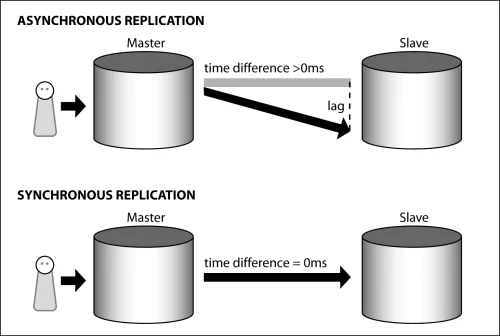 ASYNCHRONOUS REPLICATION
Master
Slave
time difference >0ms
lag
SYNCHRONOUS REPLICATION
Master
Slave
time difference = 0ms